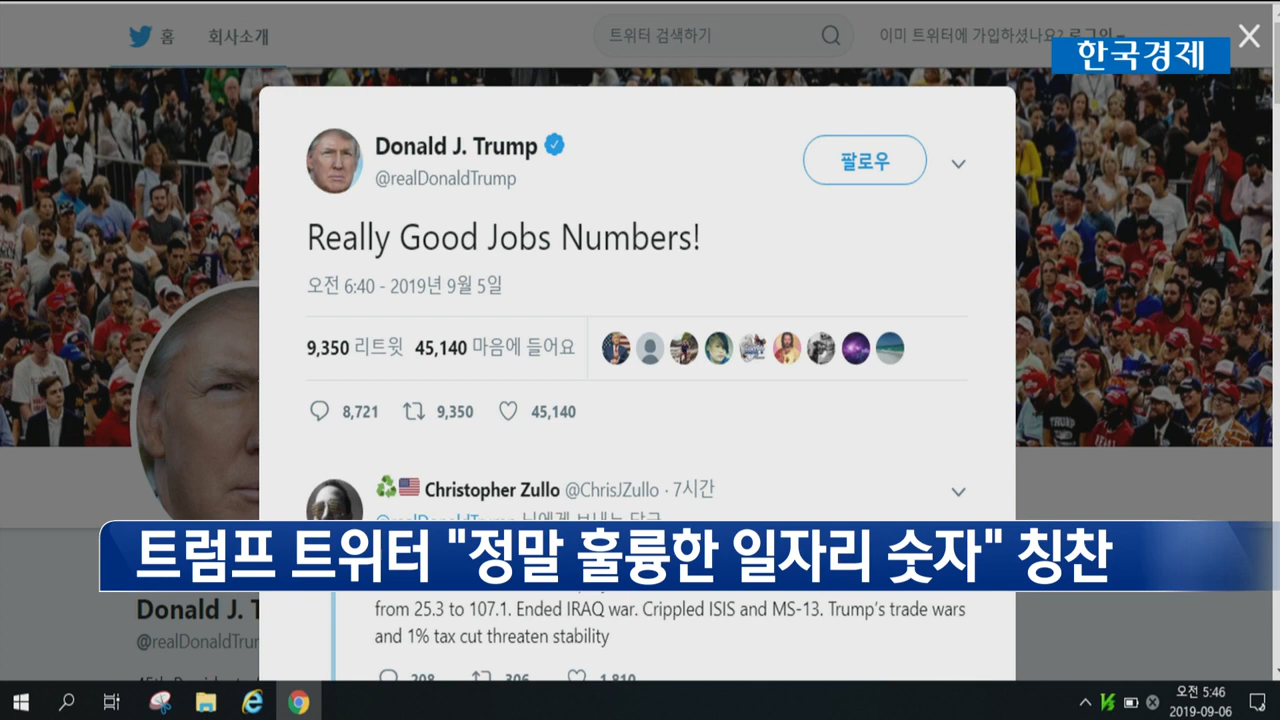 홈 회사소개 트위터 검색하기 이미 트위터에 가입하셨나요?
한국경제
Donald J. Trump
@realDonaldTrump
팔로우
Really Good Jobs Numbers!
오전 6:40 - 2019년 9월 5일
9,350 리트윗 45,140 마음에 들어요
8,721 9,350 45,140
Christopher Zullo @ChrisJZullo · 7시간
트럼프 트위터 "정말 훌륭한 일자리 숫자" 칭찬
Donald J. T
@realDonaldTrur
from 25.3 to 107.1. Ended IRAQ war. Crippled ISIS and MS-13. Trump's trade wars
and 1% tax cut threaten stability
208 306 1,810
오전 5:46
2019-09-06